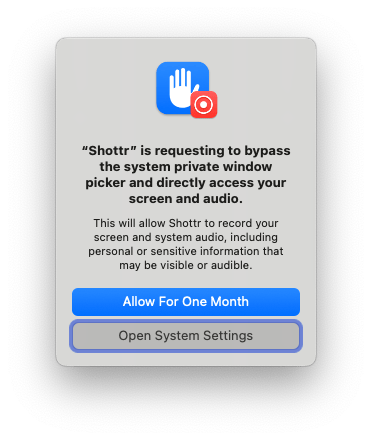 “Shottr” is requesting to bypass
the system private window
picker and directly access your
screen and audio.
This will allow Shottr to record your
screen and system audio, including
personal or sensitive information that
may be visible or audible.
Allow For One Month
Open System Settings